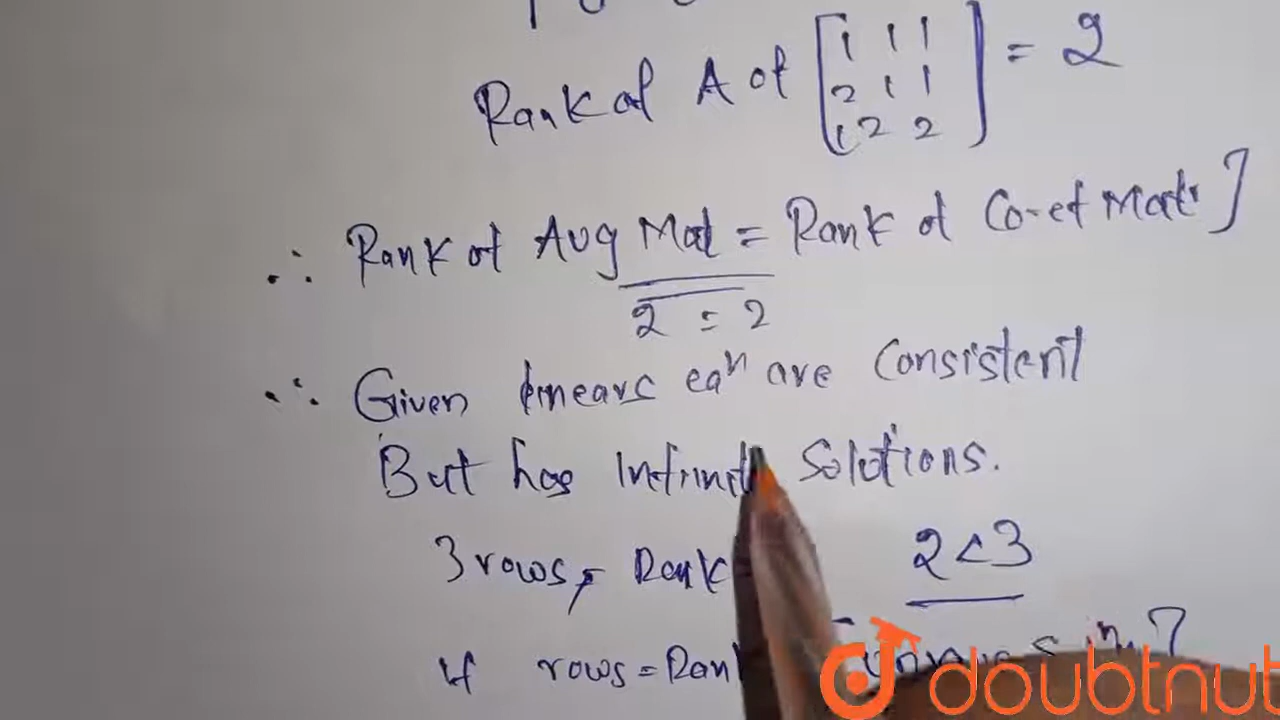 Rank of A of [1 1 1 = 2
2 1 1
1 2 2]
∴ Rank of Aug Mat = Rank of Co-ef Mat]
2 = 2
∴ Given linears eqn are Consistent
But has Infinit Solutions.
3 rows, Rank 2<3
If rows = Ran
doubtnut